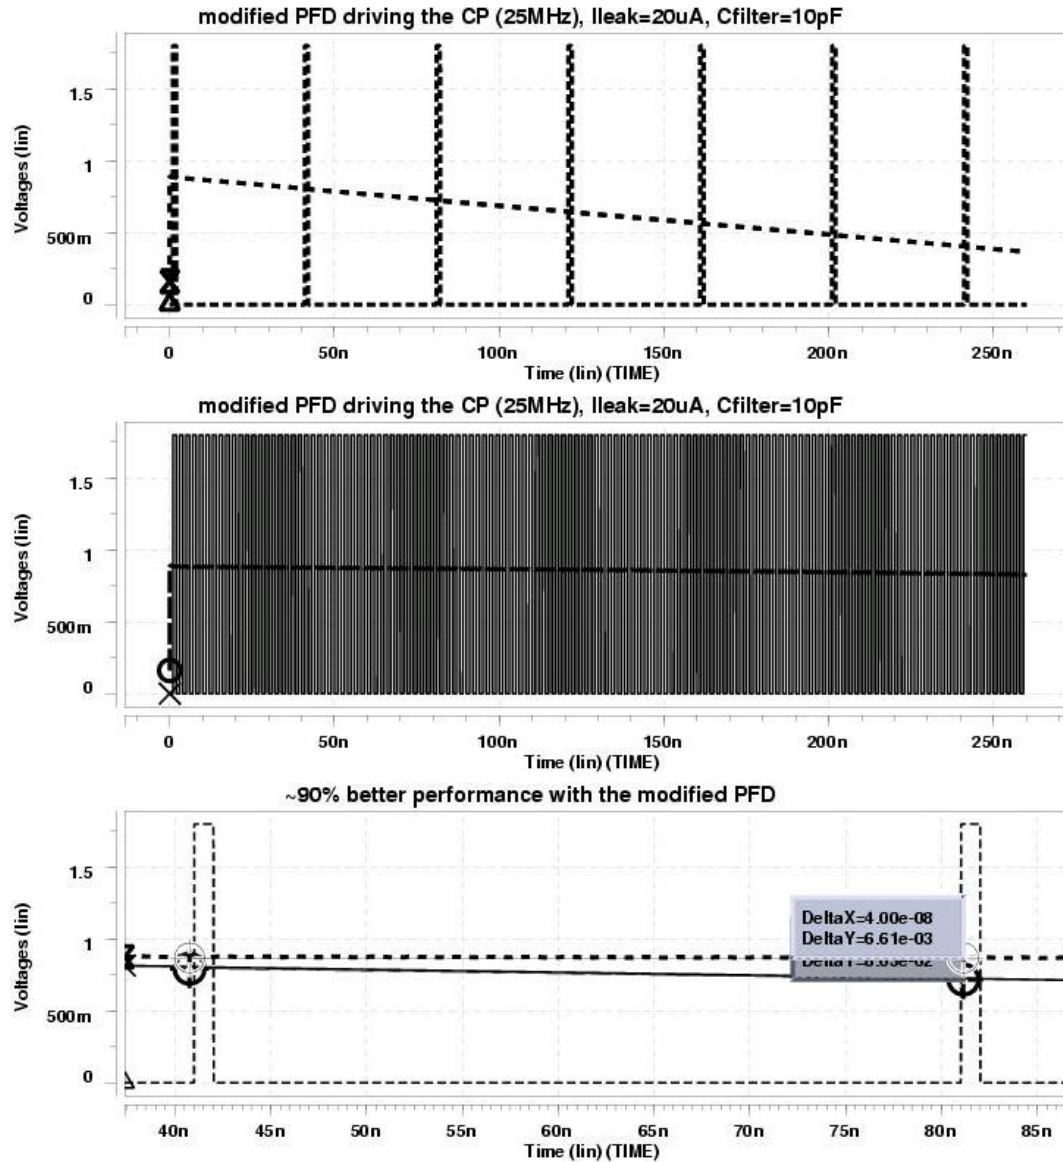 modified PFD driving the CP (25MHz), Ileak=20uA, Cfilter=10pF
Voltages (lin)
1.5
1
500m
0
0 50n 100n 150n 200n 250n
Time (lin) (TIME)
modified PFD driving the CP (25MHz), Ileak=20uA, Cfilter=10pF
Voltages (lin)
1.5
1
500m
0
0 50n 100n 150n 200n 250n
Time (lin) (TIME)
~90% better performance with the modified PFD
Voltages (lin)
1.5
1
500m
0
DeltaX=4.00e-08
DeltaY=6.61e-03
40n 45n 50n 55n 60n 65n 70n 75n 80n 85n
Time (lin) (TIME)